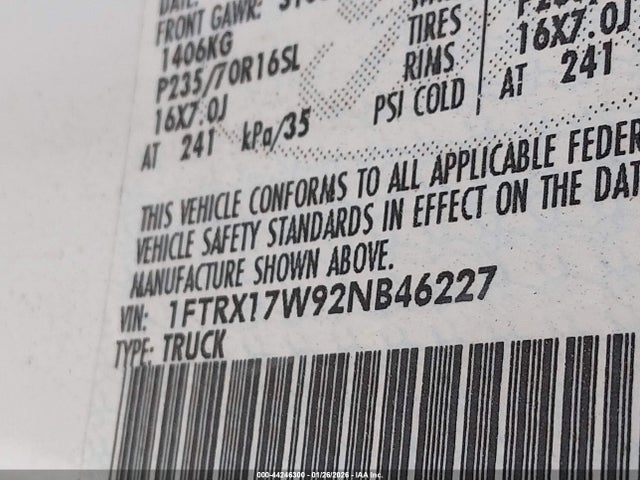 DATE:
FRONT GAWR:
1406KG
P235/70R16SL
16X7.0J
AT 241 kPa/35
TIRES
RIMS
PSI COLD
16X7.0J
AT 241
THIS VEHICLE CONFORMS TO ALL APPLICABLE FEDER
VEHICLE SAFETY STANDARDS IN EFFECT ON THE DAT
MANUFACTURE SHOWN ABOVE.
VIN: 1FTRX17W92NB46227
TYPE: TRUCK
000-44246300 - 01/26/2026 - IAA Inc.